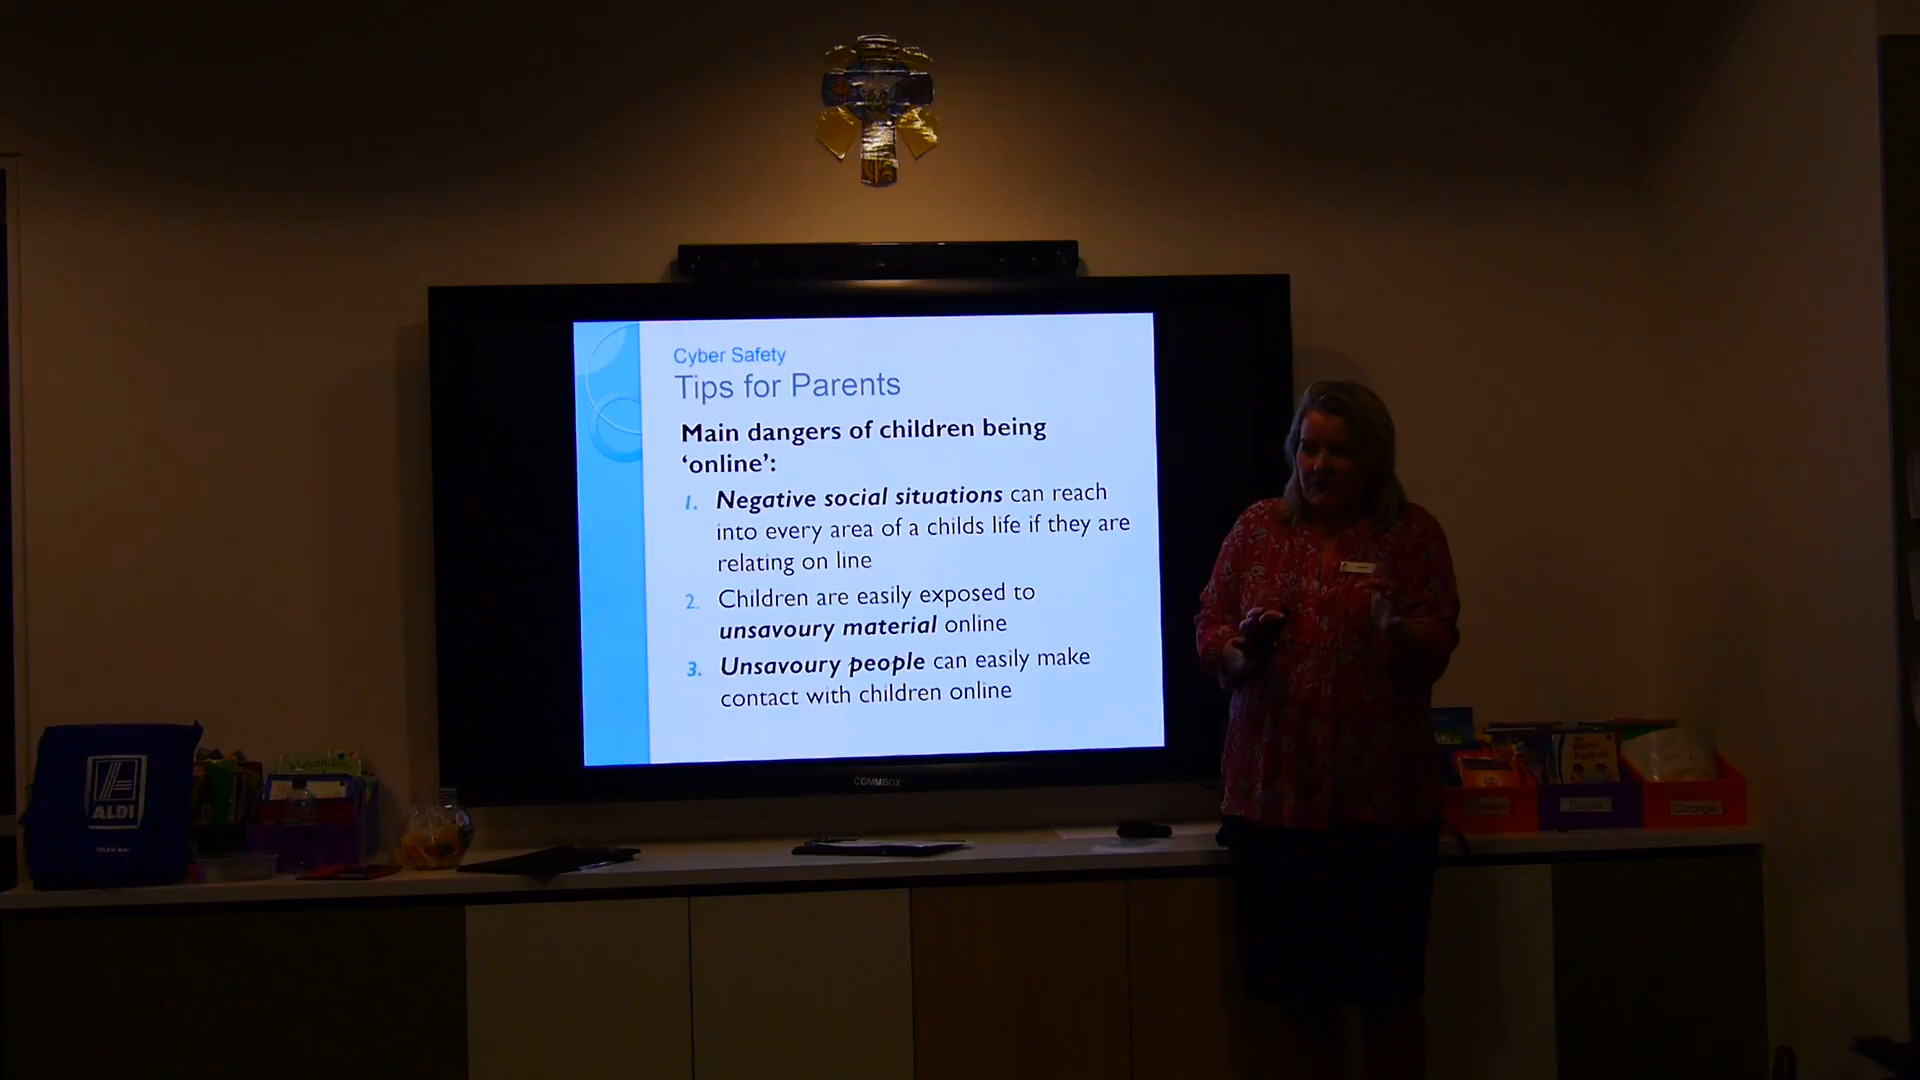 Cyber Safety
Tips for Parents
Main dangers of children being
‘online’:
1. Negative social situations can reach
into every area of a childs life if they are
relating on line
2. Children are easily exposed to
unsavoury material online
3. Unsavoury people can easily make
contact with children online
COMMBOX
ALDI
Purple
Orange